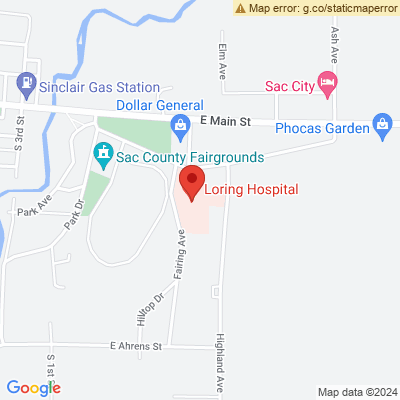 Map error: g.co/staticmaperror
Elm Ave
Ash Ave
Sinclair Gas Station
Sac City
Dollar General
E Main St
Phocas Garden
S 3rd St
Sac County Fairgrounds
Loring Hospital
Park Ave
Park Dr
Fairing Ave
Hilltop Dr
E Ahrens St
Highland Ave
S 1st St
Google
Map data ©2024